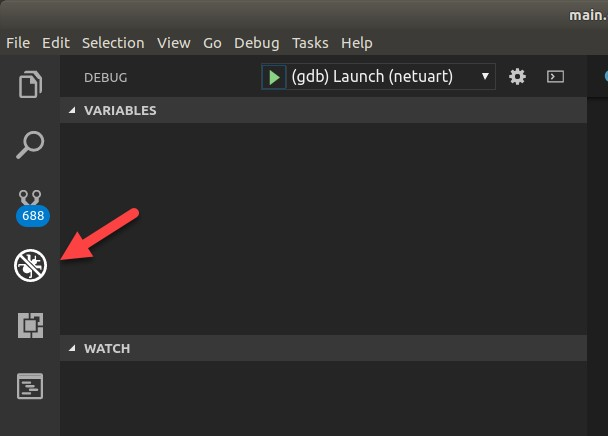 main.
File Edit Selection View Go Debug Tasks Help
DEBUG (gdb) Launch (netuart)
VARIABLES
688
WATCH